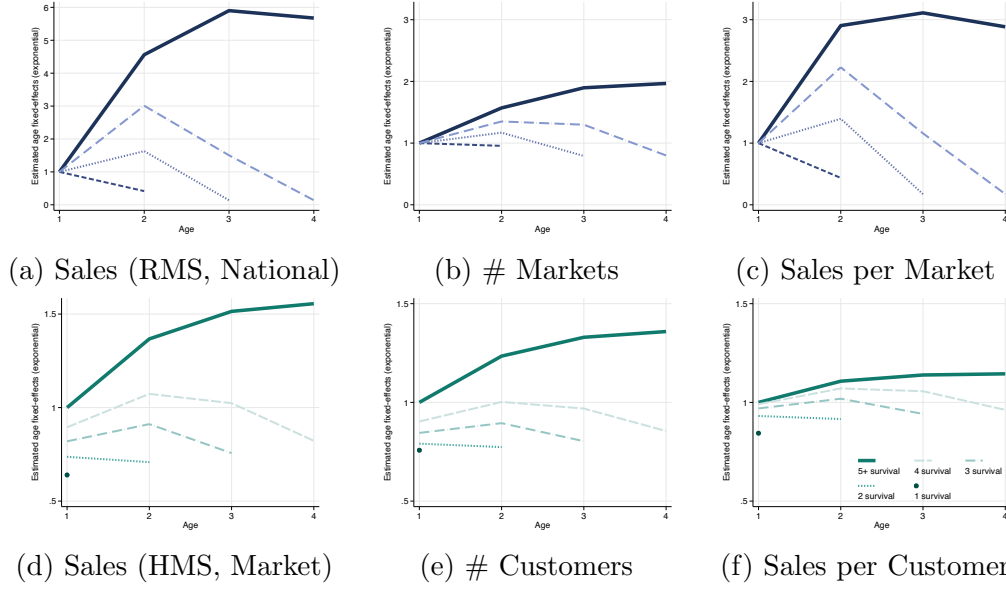 Estimated age fixed-effects (exponential)
6
5
4
3
2
1
0
1 2 3 4
Age
(a) Sales (RMS, National)
Estimated age fixed-effects (exponential)
3
2
1
0
1 2 3 4
Age
(b) # Markets
Estimated age fixed-effects (exponential)
3
2
1
0
1 2 3 4
Age
(c) Sales per Market
Estimated age fixed-effects (exponential)
1.5
1
.5
1 2 3 4
Age
(d) Sales (HMS, Market)
Estimated age fixed-effects (exponential)
1.5
1
.5
1 2 3 4
Age
(e) # Customers
Estimated age fixed-effects (exponential)
1.5
1
.5
5+ survival 4 survival 3 survival
2 survival 1 survival
1 2 3 4
Age
(f) Sales per Customer